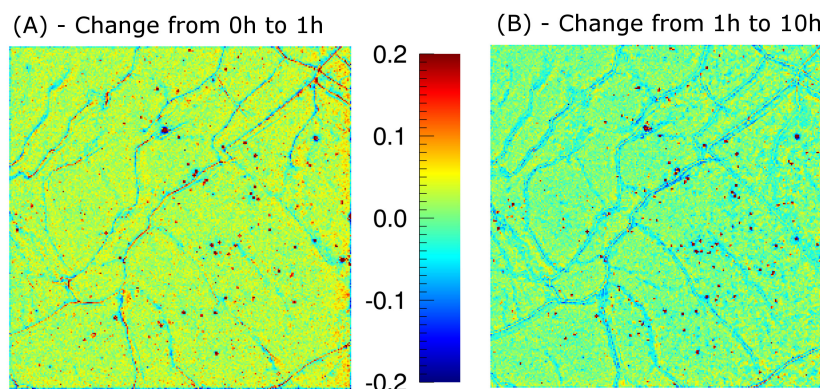 (A) - Change from 0h to 1h
(B) - Change from 1h to 10h
0.2
0.1
0.0
-0.1
-0.2